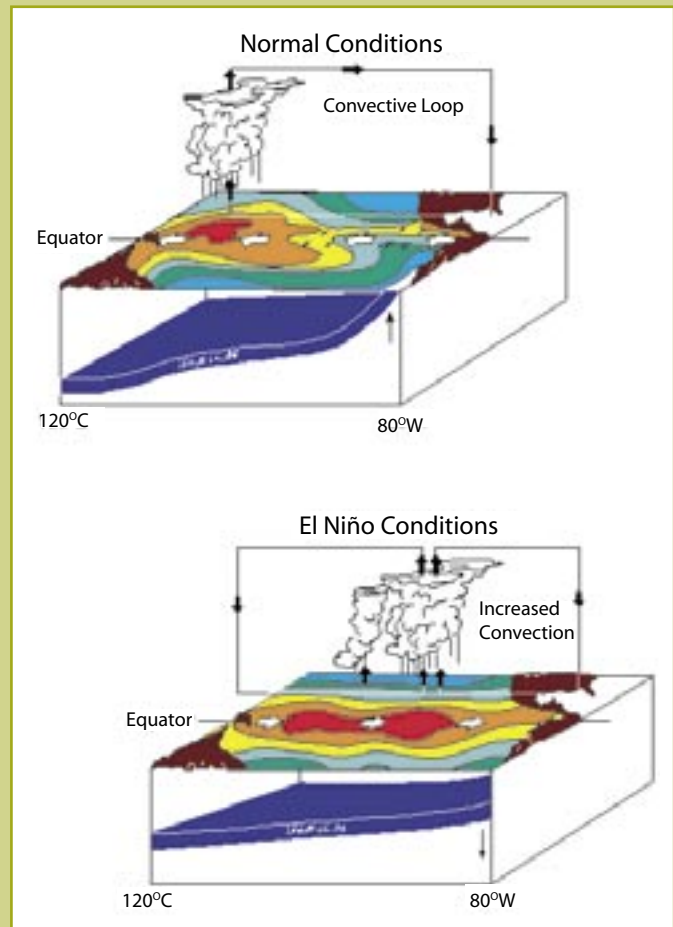 Normal Conditions
Convective Loop
Equator
120°C
80°W
El Niño Conditions
Increased
Convection
Equator
120°C
80°W